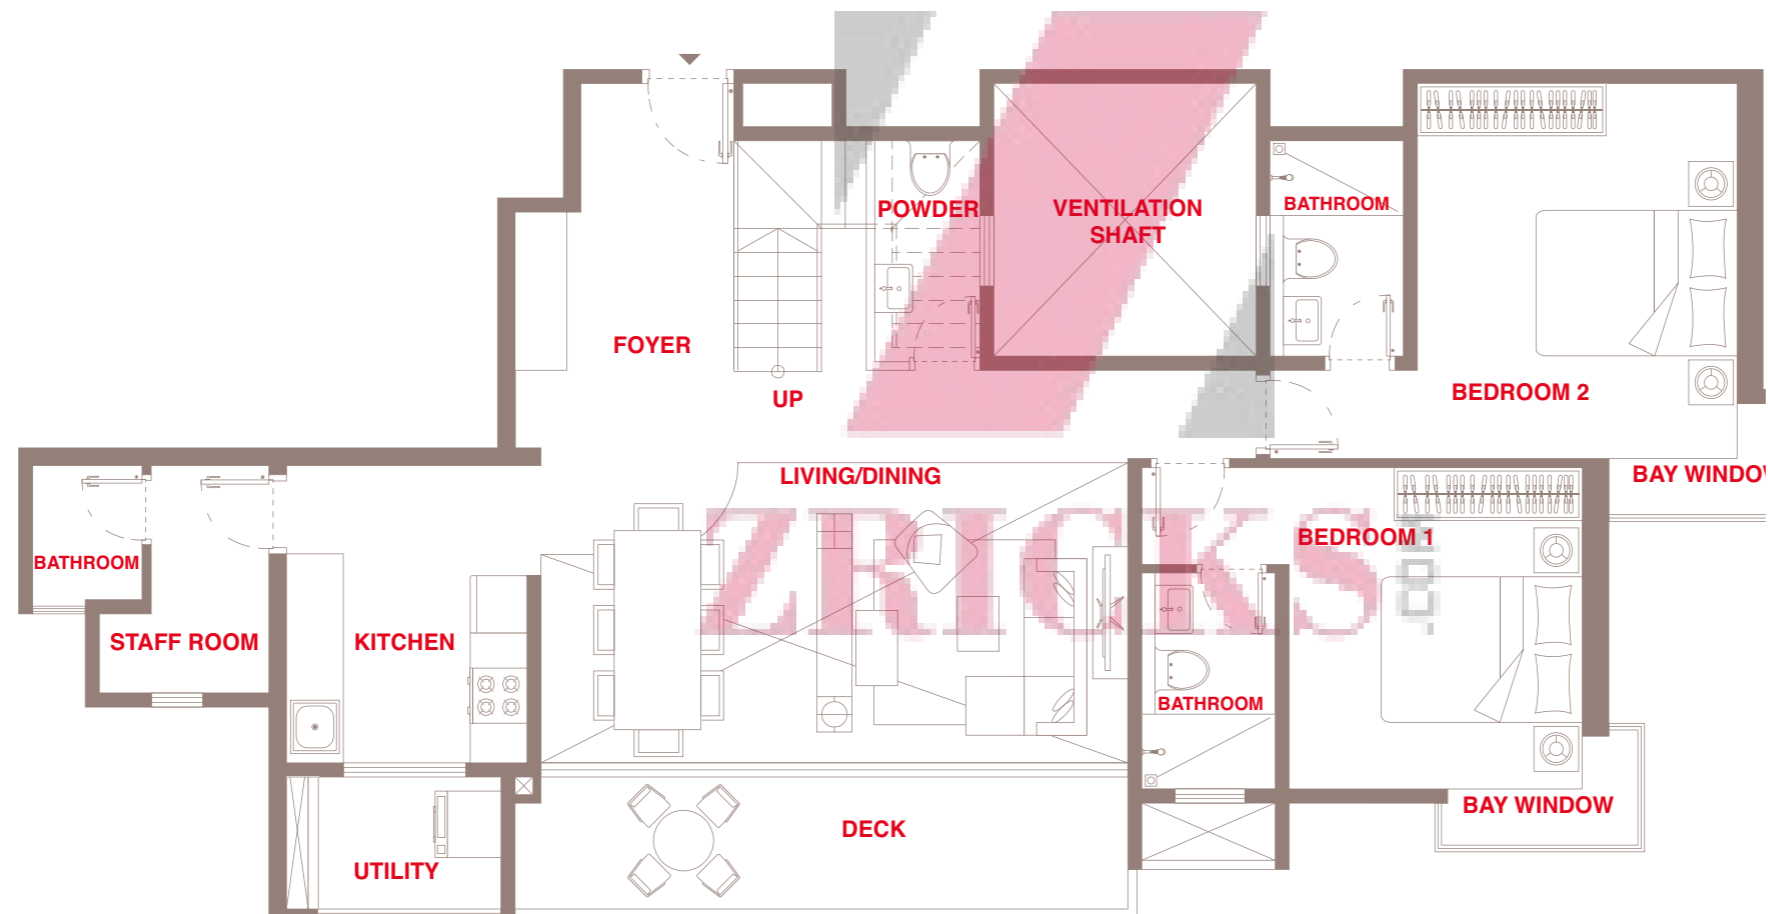 POWDER
VENTILATION
SHAFT
BATHROOM
FOYER
UP
BEDROOM 2
LIVING/DINING
BAY WINDOW
BATHROOM
BEDROOM 1
ZRICKS
STAFF ROOM
KITCHEN
BATHROOM
BAY WINDOW
DECK
UTILITY